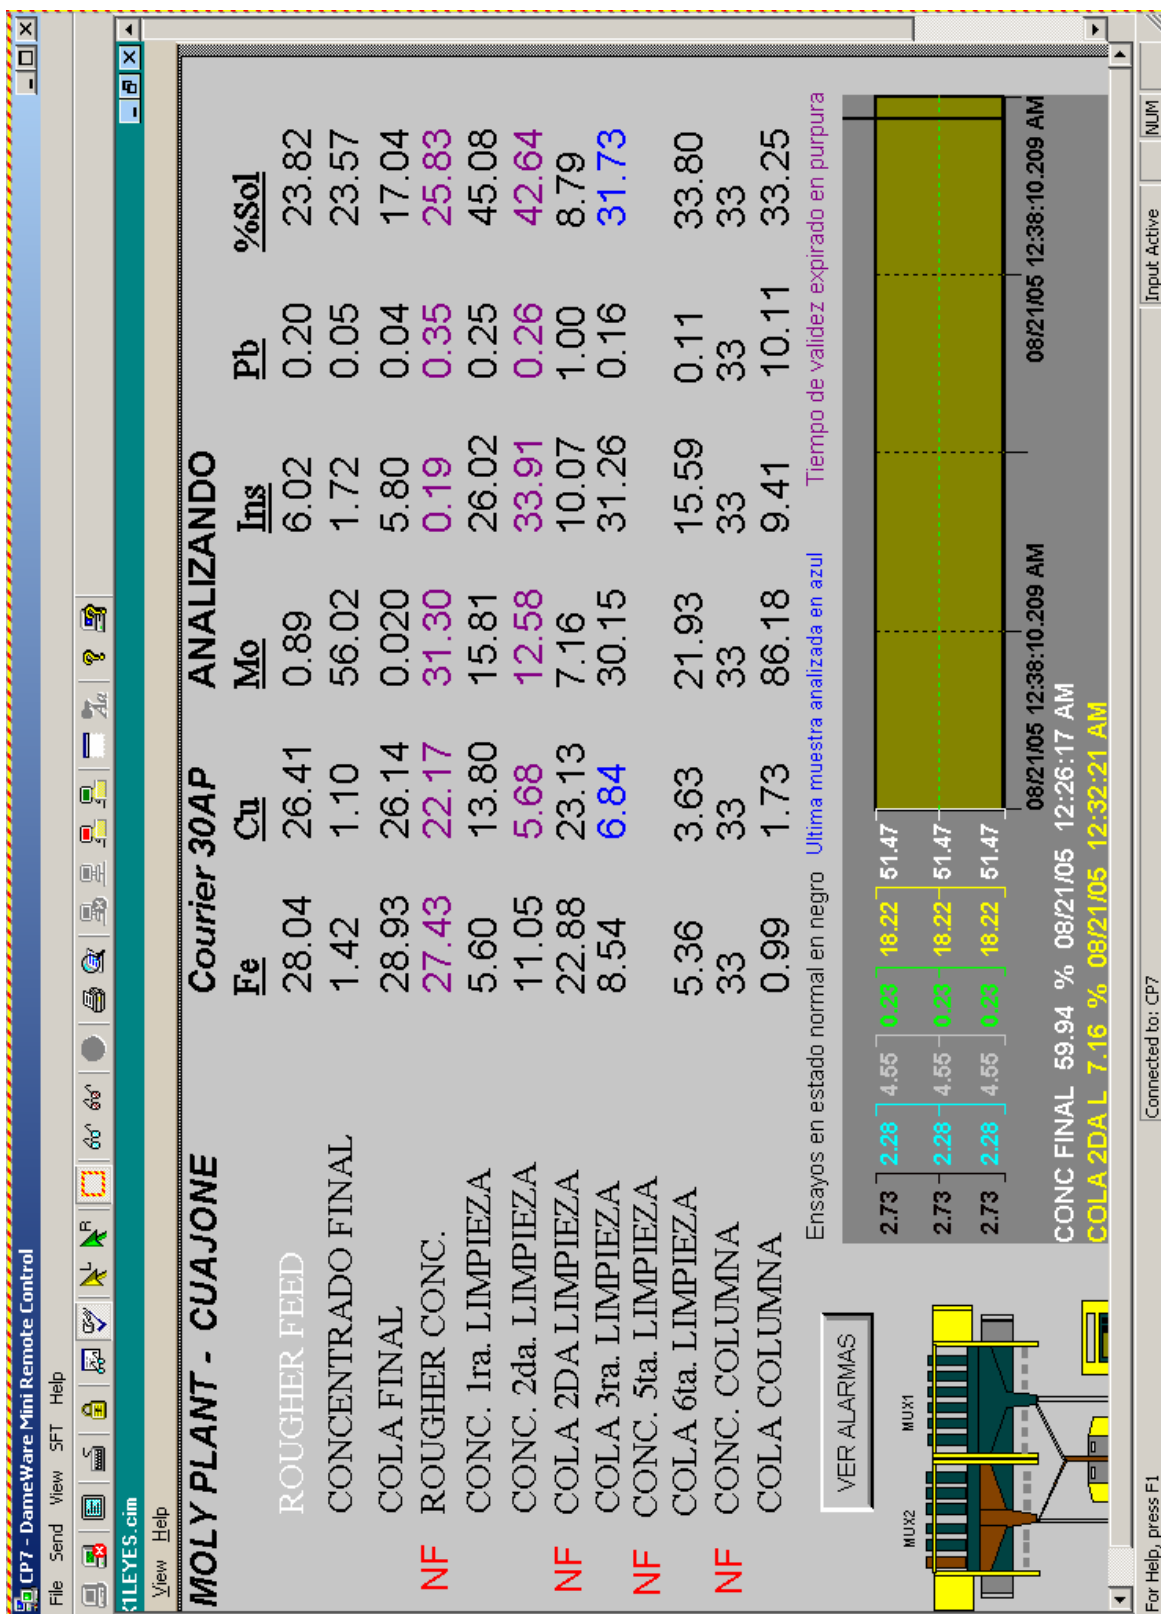 CP7 - DameWare Mini Remote Control
File Send View SFT Help
X1LEYES.cim
View Help
MOLY PLANT - CUAJONE Courier 30AP ANALIZANDO
Fe Cu Mo Ins Pb %Sol
ROUGHER FEED 28.04 26.41 0.89 6.02 0.20 23.82
CONCENTRADO FINAL 1.42 1.10 56.02 1.72 0.05 23.57
COLA FINAL 28.93 26.14 0.020 5.80 0.04 17.04
NF ROUGHER CONC. 27.43 22.17 31.30 0.19 0.35 25.83
CONC. 1ra. LIMPIEZA 5.60 13.80 15.81 26.02 0.25 45.08
CONC. 2da. LIMPIEZA 11.05 5.68 12.58 33.91 0.26 42.64
NF COLA 2DA LIMPIEZA 22.88 23.13 7.16 10.07 1.00 8.79
COLA 3ra. LIMPIEZA 8.54 6.84 30.15 31.26 0.16 31.73
NF CONC. 5ta. LIMPIEZA
COLA 6ta. LIMPIEZA 5.36 3.63 21.93 15.59 0.11 33.80
NF CONC. COLUMNA 33 33 33 33 33 33
COLA COLUMNA 0.99 1.73 86.18 9.41 10.11 33.25
Ensayos en estado normal en negro Ultima muestra analizada en azul Tiempo de validez expirado en purpura
VER ALARMAS
MUX2 MUX1
2.73 2.28 4.55 0.23 18.22 51.47
2.73 2.28 4.55 0.23 18.22 51.47
2.73 2.28 4.55 0.23 18.22 51.47
08/21/05 12:38:10.209 AM 08/21/05 12:38:10.209 AM
CONC FINAL 59.94 % 08/21/05 12:26:17 AM
COLA 2DA L 7.16 % 08/21/05 12:32:21 AM
For Help, press F1 Connected to: CP7 Input Active NUM